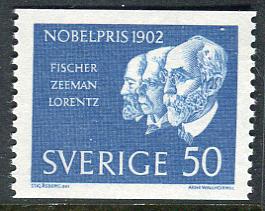 NOBELPRIS 1902
FISCHER
ZEEMAN
LORENTZ
SVERIGE 50